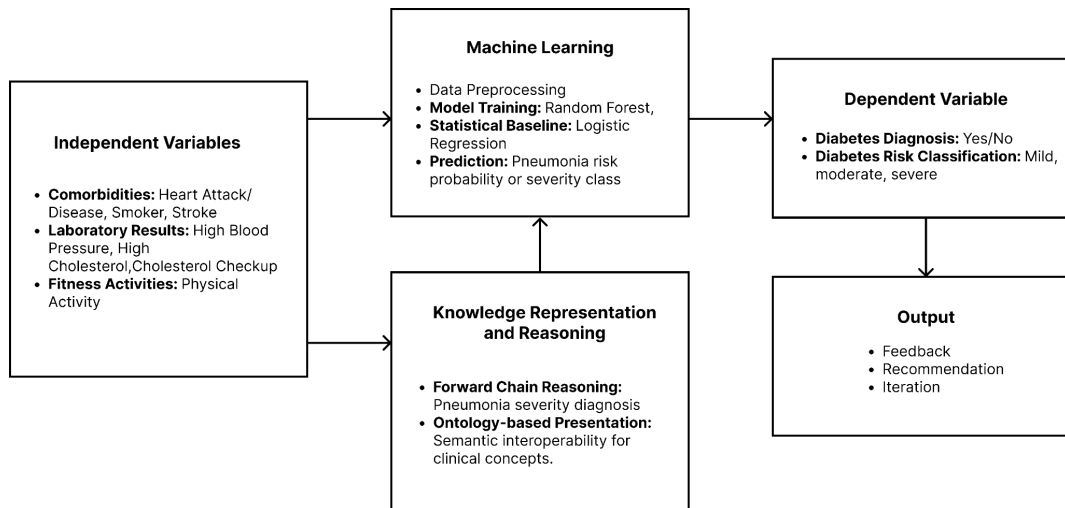 Independent Variables
• Comorbidities: Heart Attack/
Disease, Smoker, Stroke
• Laboratory Results: High Blood
Pressure, High
Cholesterol,Cholesterol Checkup
• Fitness Activities: Physical
Activity
Machine Learning
• Data Preprocessing
• Model Training: Random Forest,
• Statistical Baseline: Logistic
Regression
• Prediction: Pneumonia risk
probability or severity class
Knowledge Representation
and Reasoning
• Forward Chain Reasoning:
Pneumonia severity diagnosis
• Ontology-based Presentation:
Semantic interoperability for
clinical concepts.
Dependent Variable
• Diabetes Diagnosis: Yes/No
• Diabetes Risk Classification: Mild,
moderate, severe
Output
• Feedback
• Recommendation
• Iteration